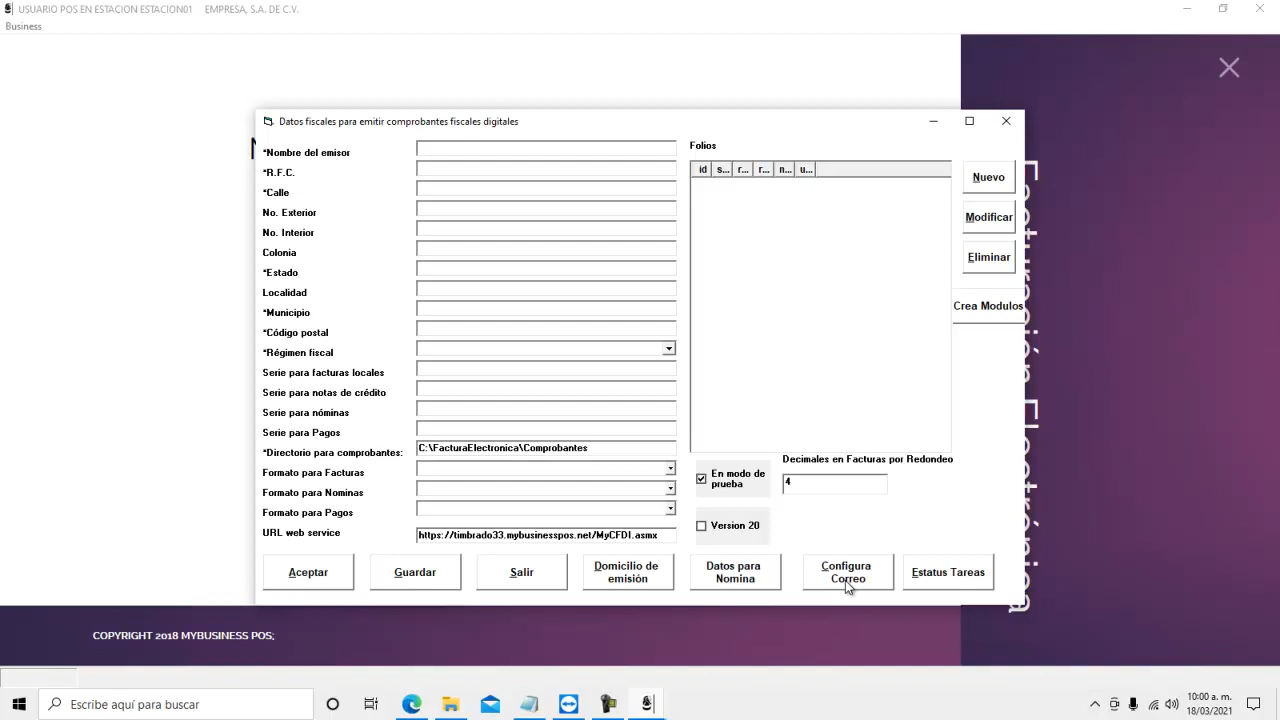 USUARIO POS EN ESTACION ESTACION01 EMPRESA, S.A. DE C.V.
Business
Datos fiscales para emitir comprobantes fiscales digitales
*Nombre del emisor
*R.F.C.
*Calle
No. Exterior
No. Interior
Colonia
*Estado
Localidad
*Municipio
*Código postal
*Régimen fiscal
Serie para facturas locales
Serie para notas de crédito
Serie para nóminas
Serie para Pagos
*Directorio para comprobantes: C:\FacturaElectronica\Comprobantes
Formato para Facturas
Formato para Nominas
Formato para Pagos
URL web service https://timbrado33.mybusinesspos.net/MyCFDI.asmx
Folios
id s... r... r... n... u...
Nuevo
Modificar
Eliminar
Crea Modulos
En modo de
prueba
Decimales en Facturas por Redondeo
4
Version 20
Aceptar
Guardar
Salir
Domicilio de
emisión
Datos para
Nomina
Configura
Correo
Estatus Tareas
Facturación Electrónica
COPYRIGHT 2018 MYBUSINESS POS;
Escribe aquí para buscar
10:00 a. m.
18/03/2021